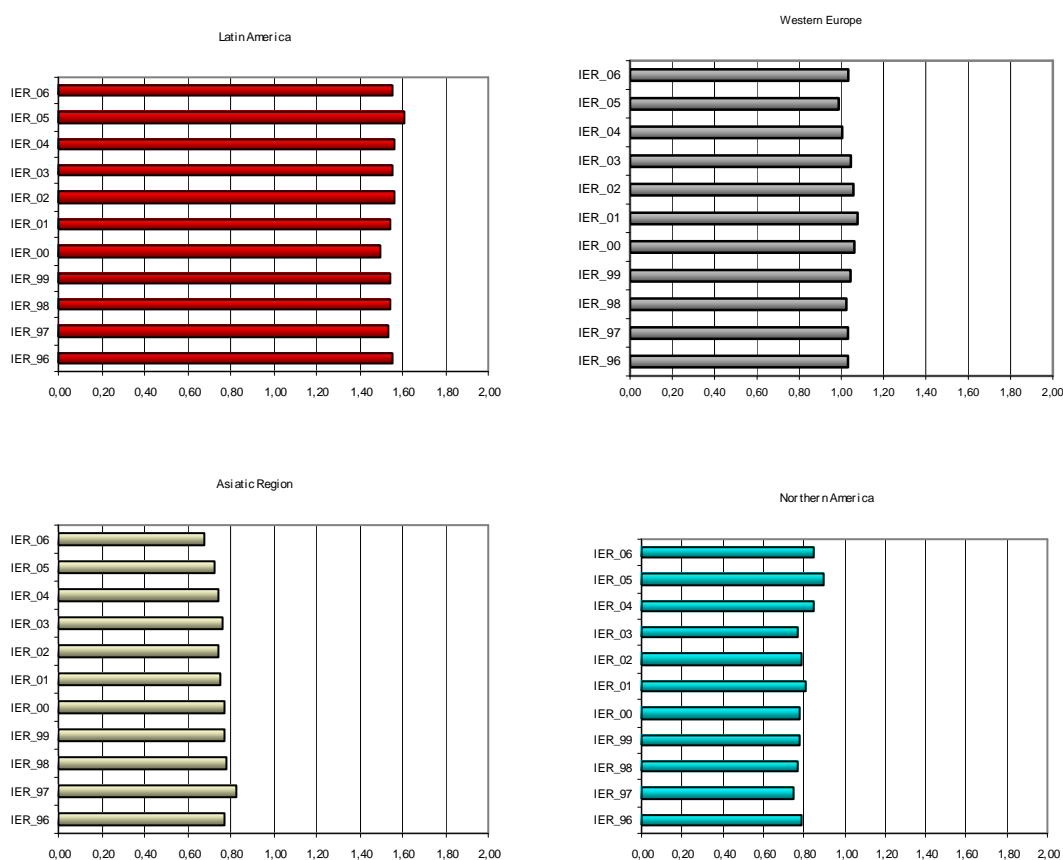 Latin America
IER_06
IER_05
IER_04
IER_03
IER_02
IER_01
IER_00
IER_99
IER_98
IER_97
IER_96
0,00 0,20 0,40 0,60 0,80 1,00 1,20 1,40 1,60 1,80 2,00
Western Europe
IER_06
IER_05
IER_04
IER_03
IER_02
IER_01
IER_00
IER_99
IER_98
IER_97
IER_96
0,00 0,20 0,40 0,60 0,80 1,00 1,20 1,40 1,60 1,80 2,00
Asiatic Region
IER_06
IER_05
IER_04
IER_03
IER_02
IER_01
IER_00
IER_99
IER_98
IER_97
IER_96
0,00 0,20 0,40 0,60 0,80 1,00 1,20 1,40 1,60 1,80 2,00
Northern America
IER_06
IER_05
IER_04
IER_03
IER_02
IER_01
IER_00
IER_99
IER_98
IER_97
IER_96
0,00 0,20 0,40 0,60 0,80 1,00 1,20 1,40 1,60 1,80 2,00